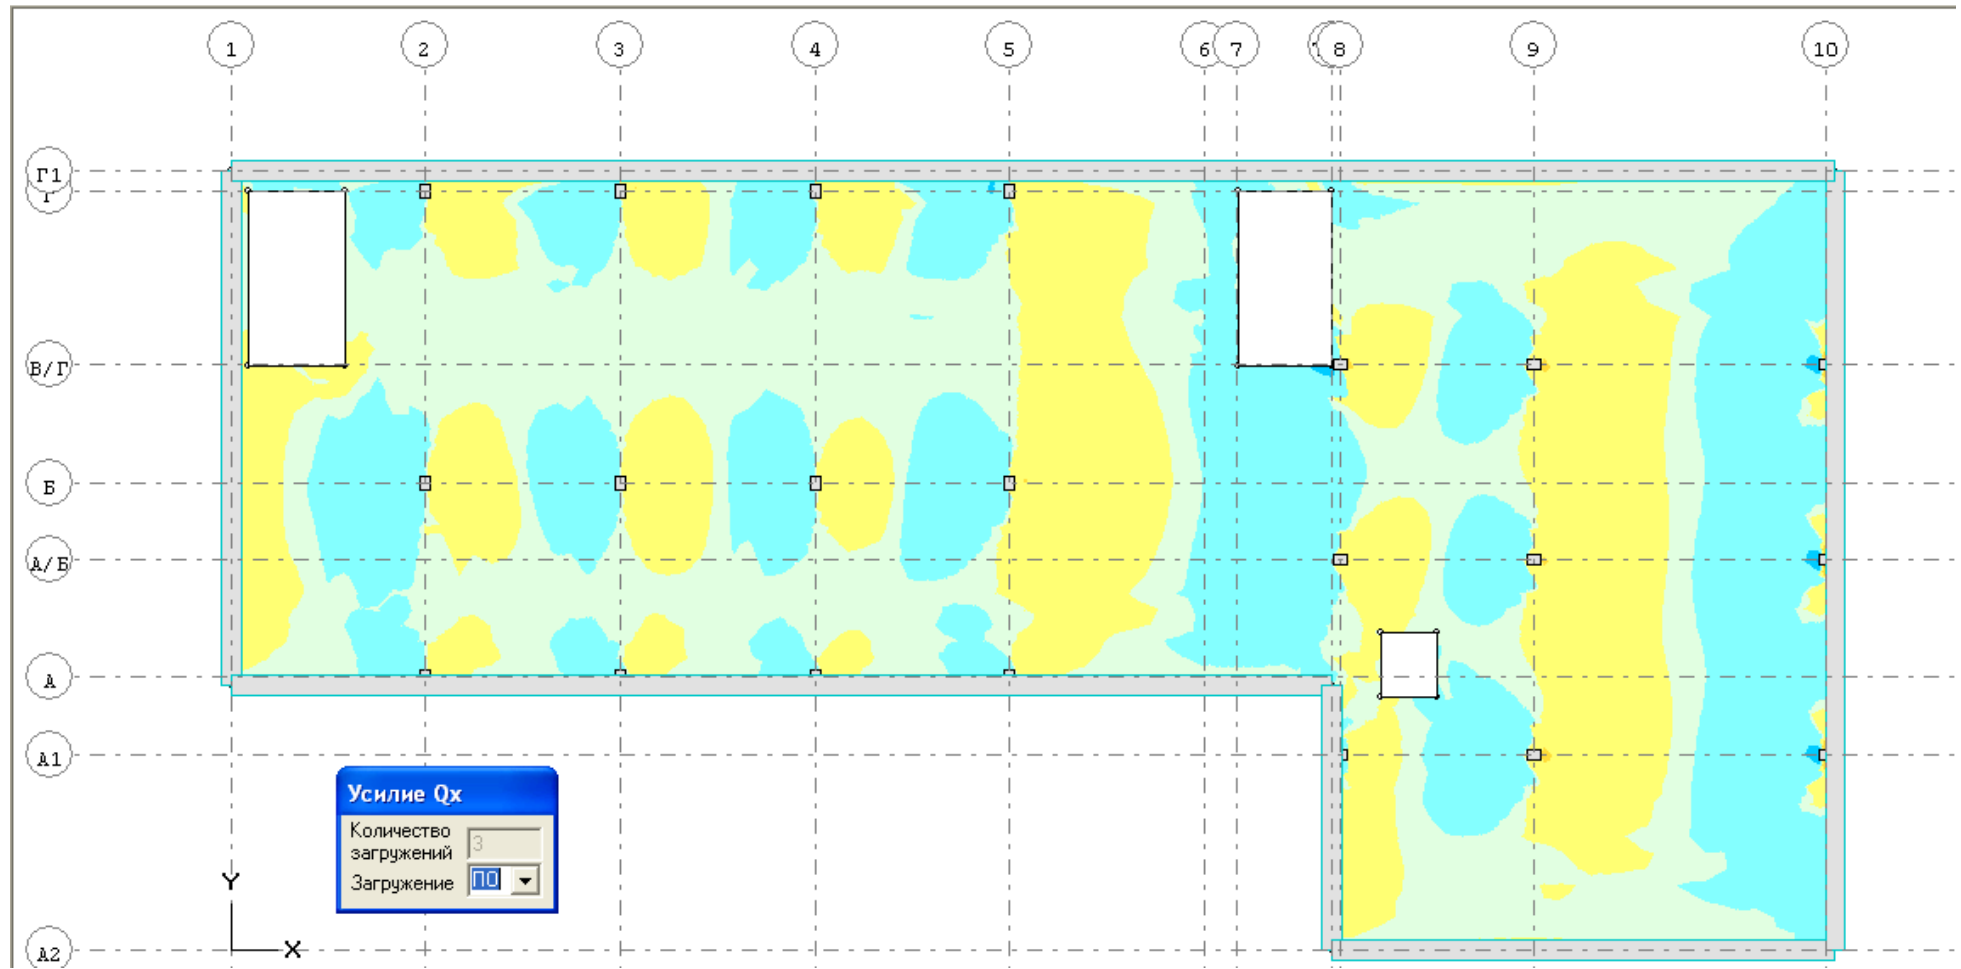 1 2 3 4 5 6 7 8 9 10
Г1
Г
В/Г
Б
А/Б
А
А1
Усилие Qx
Количество
загружений 3
Загружение ПО
Y
X
А2